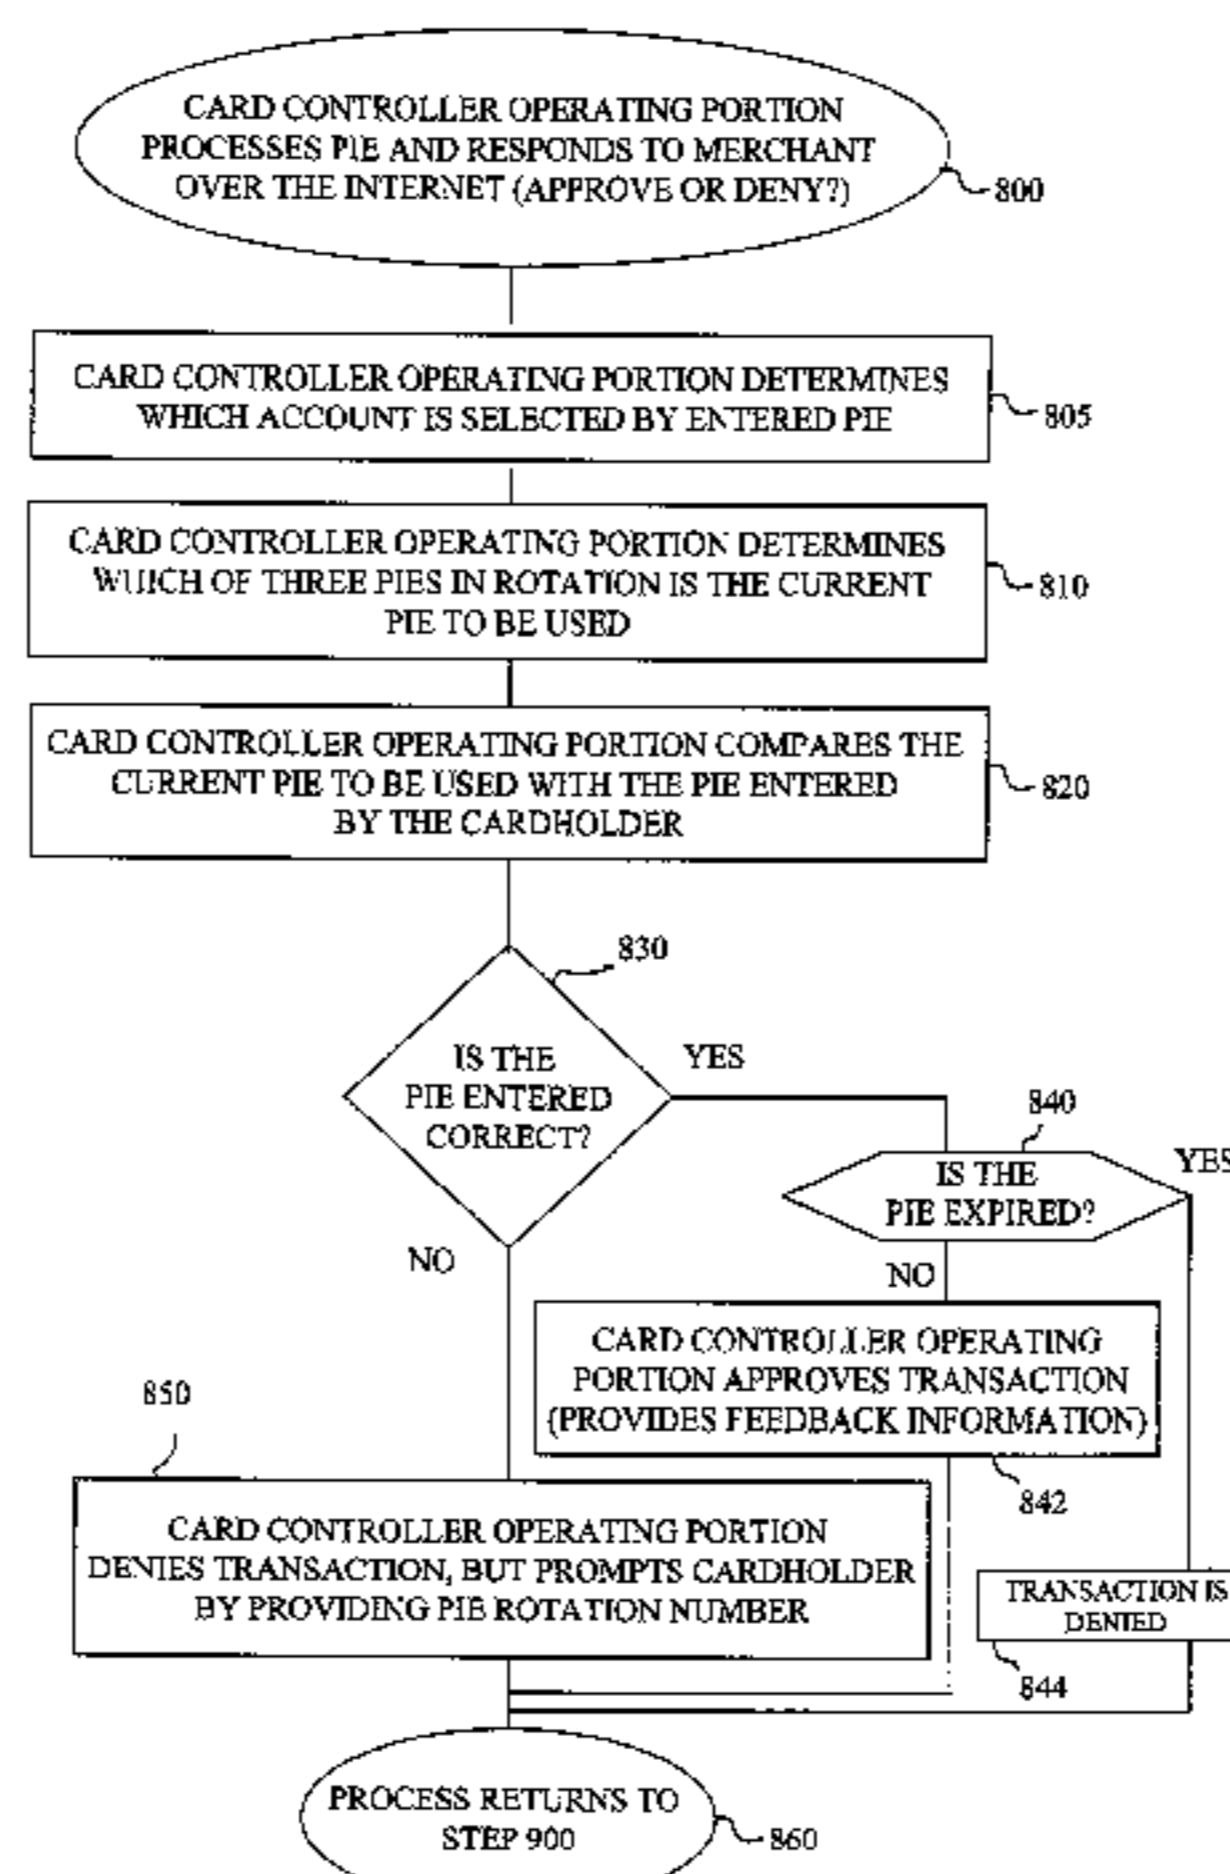 CARD CONTROLLER OPERATING PORTION
PROCESSES PIE AND RESPONDS TO MERCHANT
OVER THE INTERNET (APPROVE OR DENY?)
800
CARD CONTROLLER OPERATING PORTION DETERMINES
WHICH ACCOUNT IS SELECTED BY ENTERED PIE
805
CARD CONTROLLER OPERATING PORTION DETERMINES
WHICH OF THREE PIES IN ROTATION IS THE CURRENT
PIE TO BE USED
810
CARD CONTROLLER OPERATING PORTION COMPARES THE
CURRENT PIE TO BE USED WITH THE PIE ENTERED
BY THE CARDHOLDER
820
830
IS THE
PIE ENTERED
CORRECT?
YES
840
IS THE
PIE EXPIRED?
YES
NO
NO
CARD CONTROLLER OPERATING
PORTION APPROVES TRANSACTION
(PROVIDES FEEDBACK INFORMATION)
842
850
CARD CONTROLLER OPERATING PORTION
DENIES TRANSACTION, BUT PROMPTS CARDHOLDER
BY PROVIDING PIE ROTATION NUMBER
TRANSACTION IS
DENIED
844
PROCESS RETURNS TO
STEP 900
860